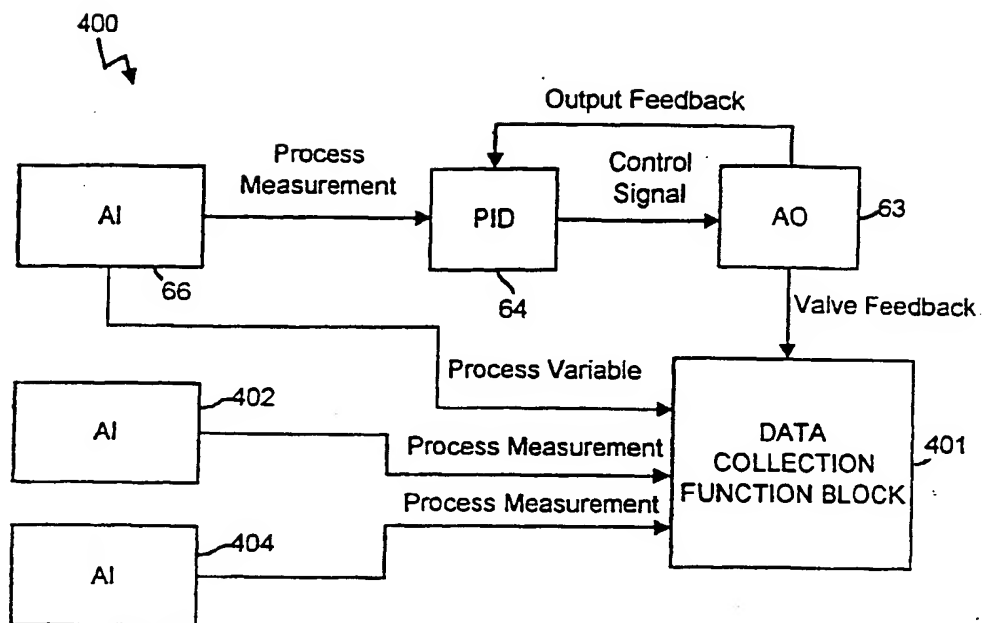 400
Output Feedback
Process
Measurement
Control
Signal
AI
PID
AO
63
66
64
Valve Feedback
Process Variable
402
AI
Process Measurement
DATA
COLLECTION
FUNCTION BLOCK
401
Process Measurement
404
AI